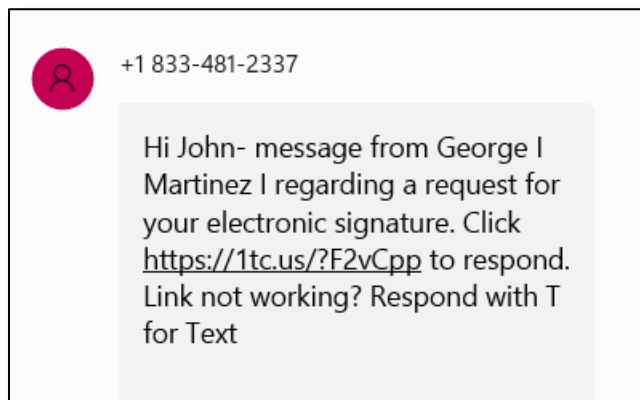 +1 833-481-2337
Hi John- message from George I
Martinez I regarding a request for
your electronic signature. Click
https://1tc.us/?F2vCpp to respond.
Link not working? Respond with T
for Text